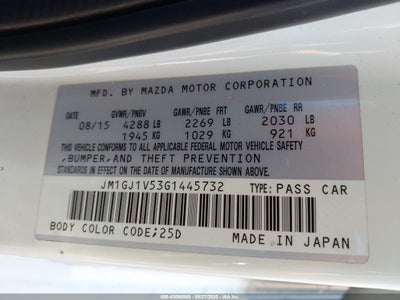 MFD. BY MAZDA MOTOR CORPORATION
GVWR/PNBV GAWR/PNBE FRT GAWR/PNBE RR
08/15 4288 LB 2269 LB 2030 LB
1945 KG 1029 KG 921 KG
THIS VEHICLE CONFORMS TO ALL APPLICABLE FEDERAL MOTOR VEHICLE SAFETY
,BUMPER,AND THEFT PREVENTION
STANDARDS IN EFFECT ON THE DATE OF MANUFACTURE SHOWN ABOVE.
JM1GJ1V53G1445732 TYPE: PASS CAR
BODY COLOR CODE;25D
MADE IN JAPAN